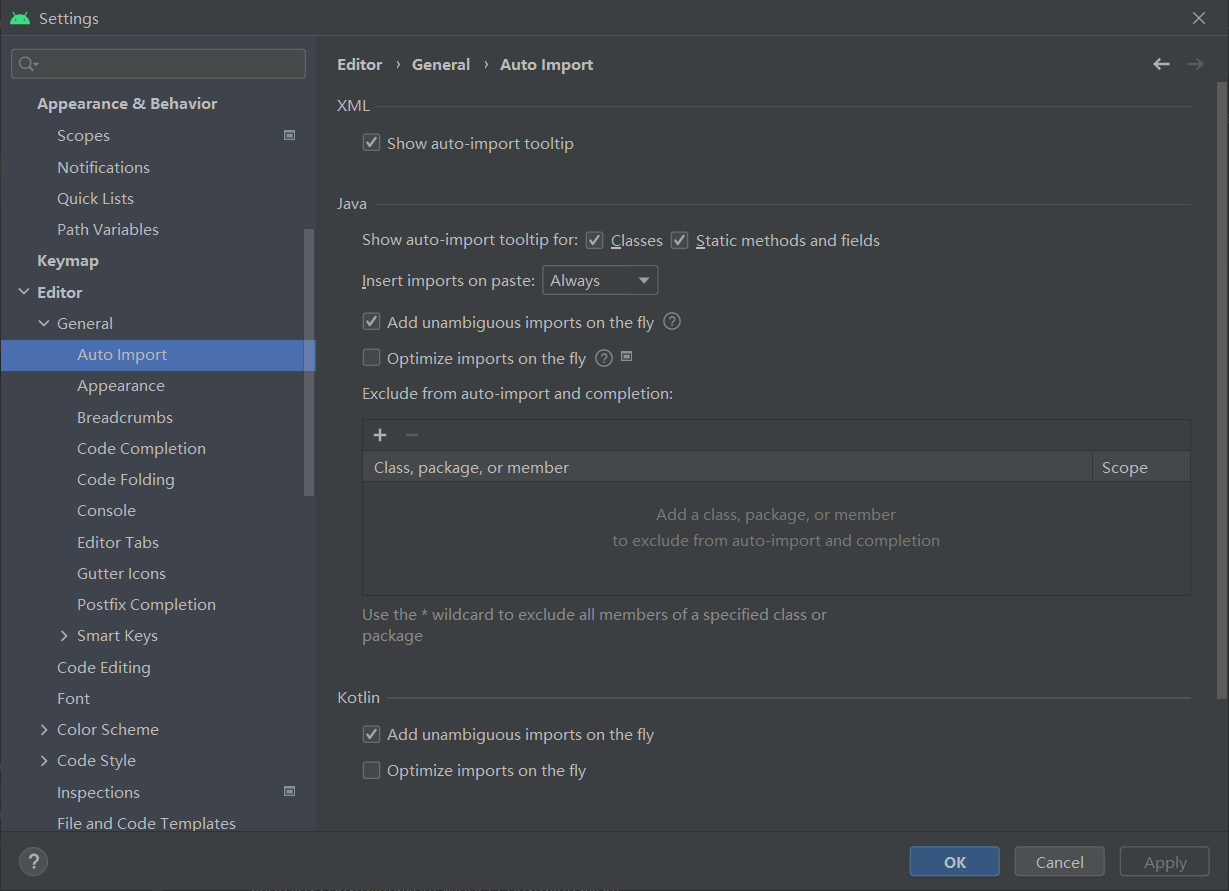 Settings
Appearance & Behavior
Scopes
Notifications
Quick Lists
Path Variables
Keymap
Editor
General
Auto Import
Appearance
Breadcrumbs
Code Completion
Code Folding
Console
Editor Tabs
Gutter Icons
Postfix Completion
Smart Keys
Code Editing
Font
Color Scheme
Code Style
Inspections
File and Code Templates
Editor › General › Auto Import
XML
Show auto-import tooltip
Java
Show auto-import tooltip for: Classes Static methods and fields
Insert imports on paste: Always
Add unambiguous imports on the fly ?
Optimize imports on the fly ?
Exclude from auto-import and completion:
Class, package, or member Scope
Add a class, package, or member
to exclude from auto-import and completion
Use the * wildcard to exclude all members of a specified class or
package
Kotlin
Add unambiguous imports on the fly
Optimize imports on the fly
? OK Cancel Apply